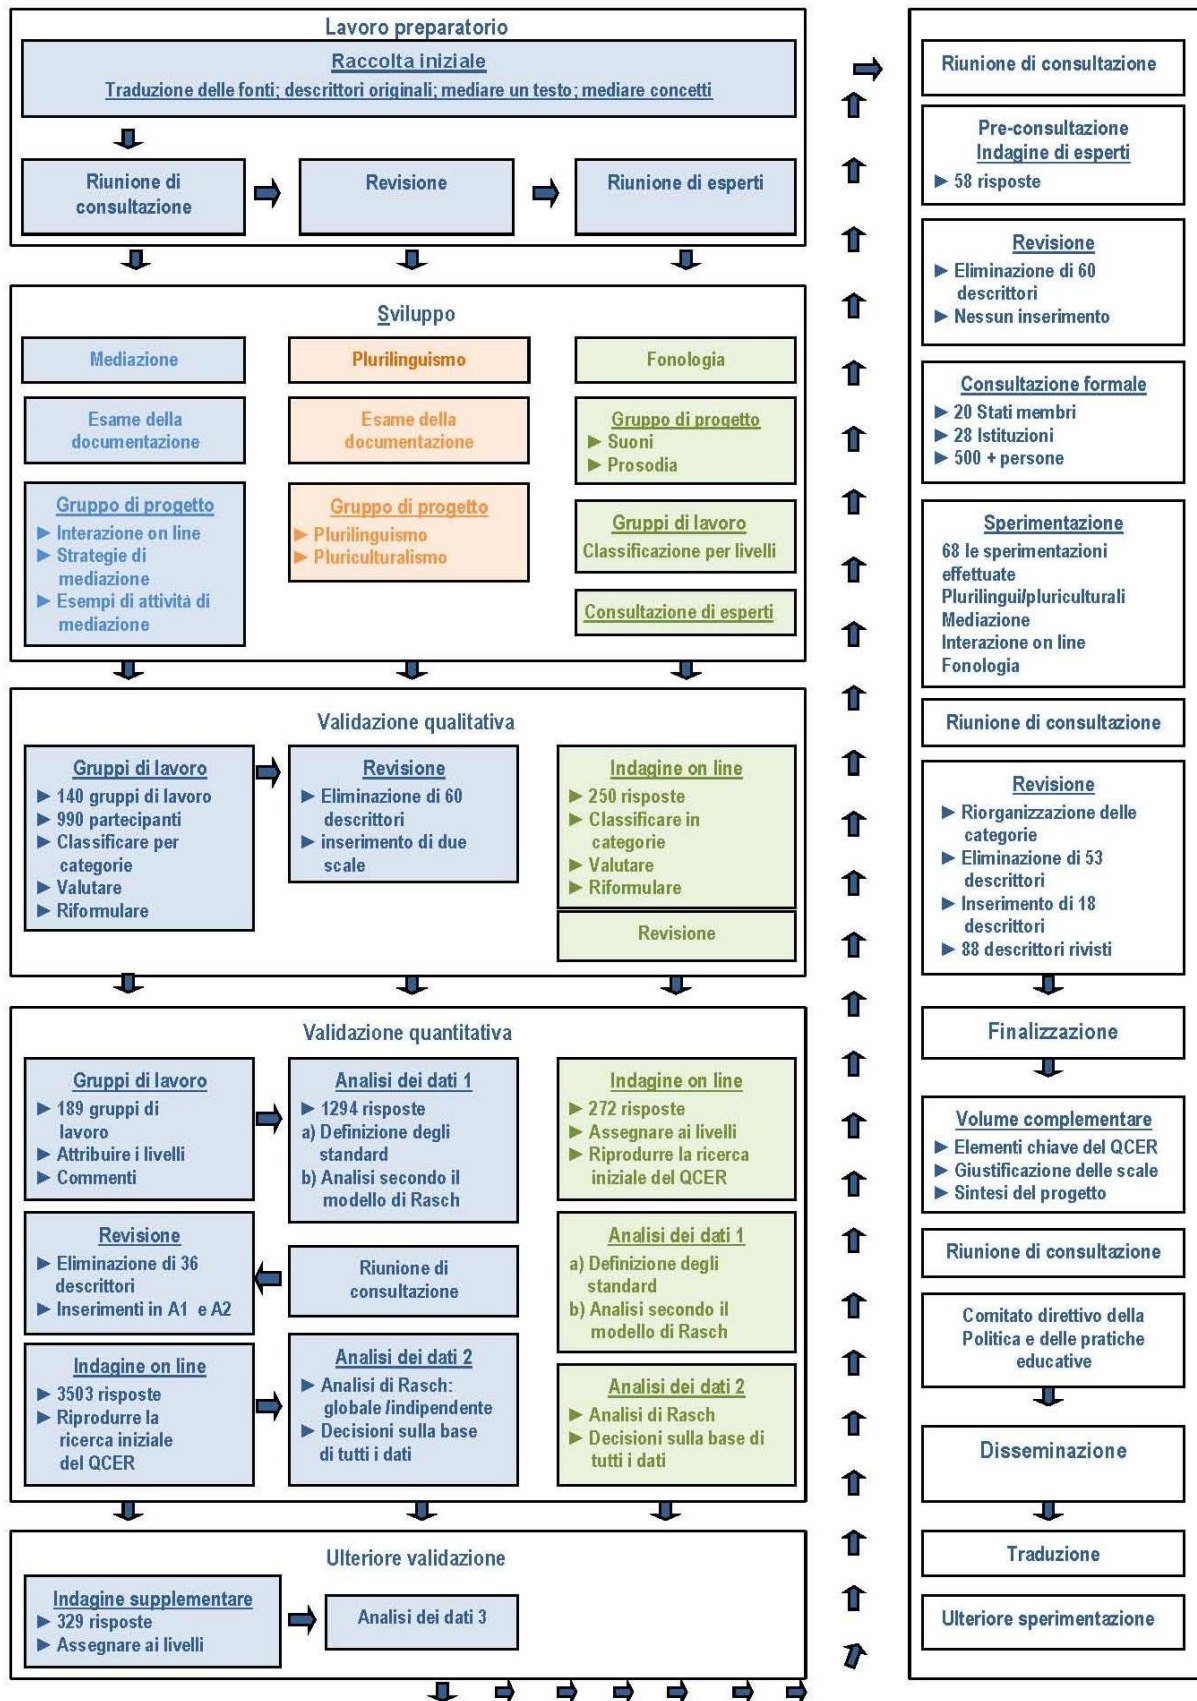 Lavoro preparatorio
Raccolta iniziale
Traduzione delle fonti; descrittori originali; mediare un testo; mediare concetti
Riunione di
consultazione
Revisione
Riunione di esperti
Sviluppo
Mediazione
Plurilinguismo
Fonologia
Esame della
documentazione
Esame della
documentazione
Gruppo di progetto
► Suoni
► Prosodia
Gruppo di progetto
► Interazione on line
► Strategie di
mediazione
► Esempi di attività di
mediazione
Gruppo di progetto
► Plurilinguismo
► Pluriculturalismo
Gruppi di lavoro
Classificazione per livelli
Consultazione di esperti
Validazione qualitativa
Gruppi di lavoro
► 140 gruppi di lavoro
► 990 partecipanti
► Classificare per
categorie
► Valutare
► Riformulare
Revisione
► Eliminazione di 60
descrittori
► inserimento di due
scale
Indagine on line
► 250 risposte
► Classificare in
categorie
► Valutare
► Riformulare
Revisione
Validazione quantitativa
Gruppi di lavoro
► 189 gruppi di
lavoro
► Attribuire i livelli
► Commenti
Analisi dei dati 1
► 1294 risposte
a) Definizione degli
standard
b) Analisi secondo il
modello di Rasch
Indagine on line
► 272 risposte
► Assegnare ai livelli
► Riprodurre la ricerca
iniziale del QCER
Revisione
► Eliminazione di 36
descrittori
► Inserimenti in A1 e A2
Riunione di
consultazione
Analisi dei dati 1
a) Definizione degli
standard
b) Analisi secondo il
modello di Rasch
Indagine on line
► 3503 risposte
► Riprodurre la
ricerca iniziale
del QCER
Analisi dei dati 2
► Analisi di Rasch:
globale /indipendente
► Decisioni sulla base
di tutti i dati
Analisi dei dati 2
► Analisi di Rasch
► Decisioni sulla base di
tutti i dati
Ulteriore validazione
Indagine supplementare
► 329 risposte
► Assegnare ai livelli
Analisi dei dati 3
Riunione di consultazione
Pre-consultazione
Indagine di esperti
► 58 risposte
Revisione
► Eliminazione di 60
descrittori
► Nessun inserimento
Consultazione formale
► 20 Stati membri
► 28 Istituzioni
► 500 + persone
Sperimentazione
68 le sperimentazioni
effettuate
Plurilingui/pluriculturali
Mediazione
Interazione on line
Fonologia
Riunione di consultazione
Revisione
► Riorganizzazione delle
categorie
► Eliminazione di 53
descrittori
► Inserimento di 18
descrittori
► 88 descrittori rivisti
Finalizzazione
Volume complementare
► Elementi chiave del QCER
► Giustificazione delle scale
► Sintesi del progetto
Riunione di consultazione
Comitato direttivo della
Politica e delle pratiche
educative
Disseminazione
Traduzione
Ulteriore sperimentazione